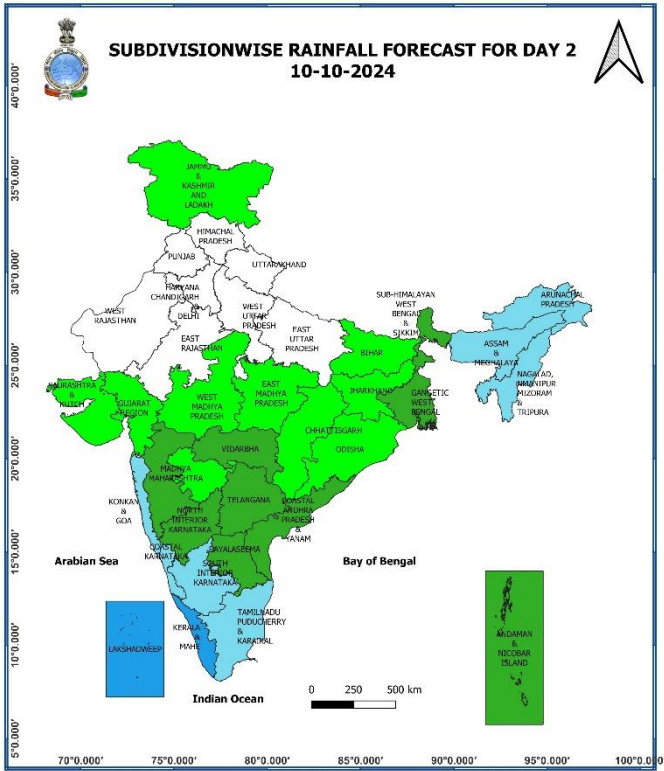 SUBDIVISIONWISE RAINFALL FORECAST FOR DAY 2
10-10-2024
40°0.000'
35°0.000'
30°0.000'
25°0.000'
20°0.000'
15°0.000'
10°0.000'
5°0.000'
JAMMU
&
KASHMIR
AND
LADAKH
HIMACHAL
PRADESH
PUNJAB
UTTARAKHAND
HARYANA
CHANDIGARH
&
DELHI
WEST
RAJASTHAN
EAST
RAJASTHAN
WEST
UTTAR
PRADESH
EAST
UTTAR
PRADESH
SUB-HIMALAYAN
WEST
BENGAL
&
SIKKIM
ARUNACHAL
PRADESH
ASSAM
&
MEGHALAYA
NAGALAD,
MANIPUR
MIZORAM
&
TRIPURA
BIHAR
JHARKHAND
GANGETIC
WEST
BENGAL
SAURASHTRA
&
KUTCH
GUJARAT
REGION
WEST
MADHYA
PRADESH
EAST
MADHYA
PRADESH
CHHATTISGARH
ODISHA
VIDARBHA
MADHYA
MAHARASHTRA
TELANGANA
COASTAL
ANDHRA
PRADESH
&
YANAM
KONKAN
&
GOA
NORTH
INTERIOR
KARNATAKA
COASTAL
KARNATAKA
RAYALASEEMA
SOUTH
INTERIOR
KARNATAKA
TAMILNADU
PUDUCHERRY
&
KARAIKAL
KERALA
&
MAHE
LAKSHADWEEP
ANDAMAN
&
NICOBAR
ISLAND
Arabian Sea
Bay of Bengal
Indian Ocean
0 250 500 km
70°0.000' 75°0.000' 80°0.000' 85°0.000' 90°0.000' 95°0.000' 100°0.000'